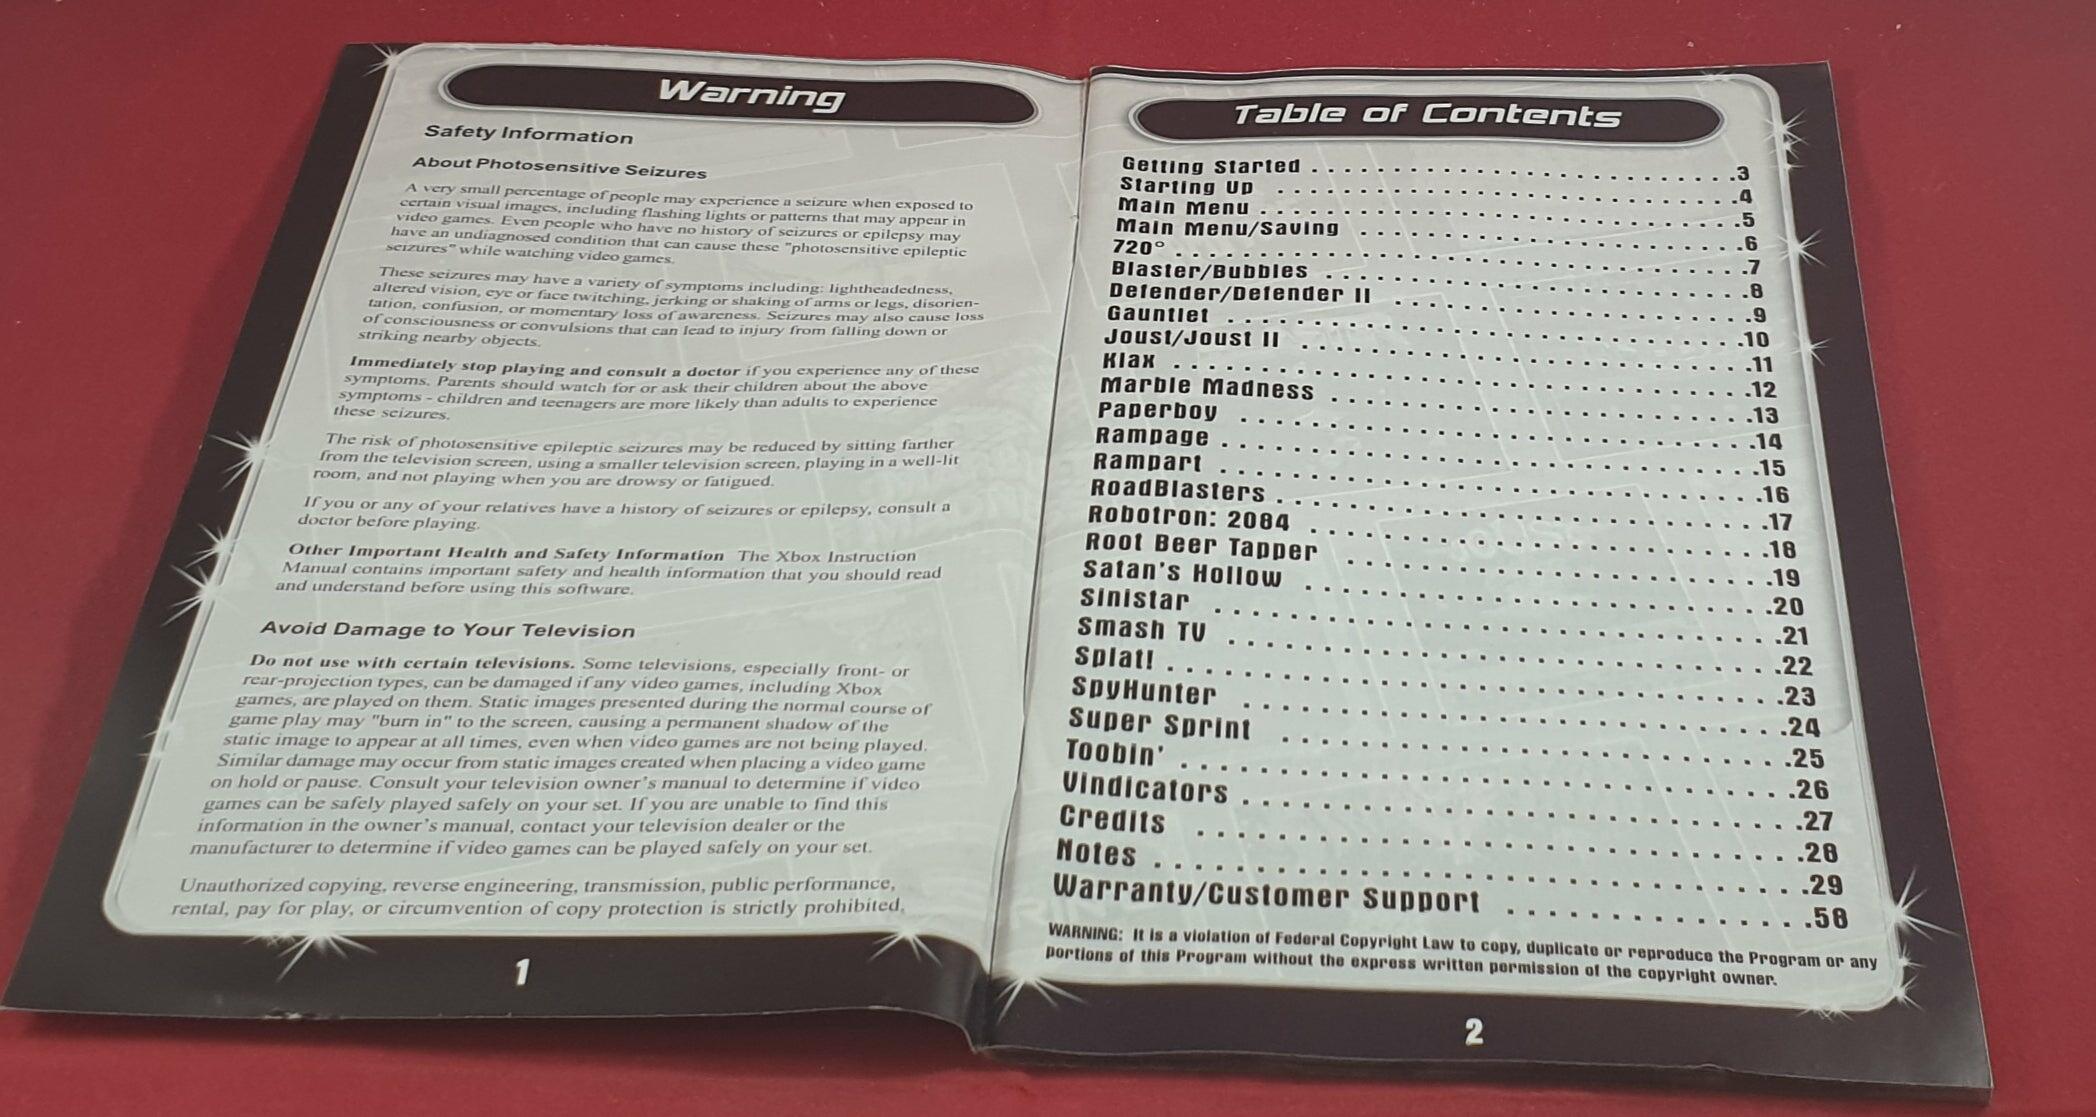 Warning
Safety Information
About Photosensitive Seizures
A very small percentage of people may experience a seizure when exposed to
certain visual images, including flashing lights or patterns that may appear in
video games. Even people who have no history of seizures or epilepsy may
have an undiagnosed condition that can cause these "photosensitive epileptic
seizures" while watching video games.
These seizures may have a variety of symptoms including: lightheadedness,
altered vision, eye or face twitching, jerking or shaking of arms or legs, disorien-
tation, confusion, or momentary loss of awareness. Seizures may also cause loss
of consciousness or convulsions that can lead to injury from falling down or
striking nearby objects.
Immediately stop playing and consult a doctor if you experience any of these
symptoms. Parents should watch for or ask their children about the above
symptoms - children and teenagers are more likely than adults to experience
these seizures.
The risk of photosensitive epileptic seizures may be reduced by sitting farther
from the television screen, using a smaller television screen, playing in a well-lit
room, and not playing when you are drowsy or fatigued.
If you or any of your relatives have a history of seizures or epilepsy, consult a
doctor before playing.
Other Important Health and Safety Information The Xbox Instruction
Manual contains important safety and health information that you should read
and understand before using this software.
Avoid Damage to Your Television
Do not use with certain televisions. Some televisions, especially front- or
rear-projection types, can be damaged if any video games, including Xbox
games, are played on them. Static images presented during the normal course of
game play may "burn in" to the screen, causing a permanent shadow of the
static image to appear at all times, even when video games are not being played.
Similar damage may occur from static images created when placing a video game
on hold or pause. Consult your television owner's manual to determine if video
games can be safely played safely on your set. If you are unable to find this
information in the owner's manual, contact your television dealer or the
manufacturer to determine if video games can be played safely on your set.
Unauthorized copying, reverse engineering, transmission, public performance,
rental, pay for play, or circumvention of copy protection is strictly prohibited.
1
Table of Contents
Getting Started . . . . . . . . . . . . . . . . . . . . . . . . .3
Starting Up . . . . . . . . . . . . . . . . . . . . . . . . .4
Main Menu . . . . . . . . . . . . . . . . . . . . . . . . .5
Main Menu/Saving . . . . . . . . . . . . . . . . . . . . . .6
720° . . . . . . . . . . . . . . . . . . . . . . . . .7
Blaster/Bubbles . . . . . . . . . . . . . . . . . . . . . .8
Defender/Defender II . . . . . . . . . . . . . . . . . . . .9
Gauntlet . . . . . . . . . . . . . . . . . . . . . . . . .10
Joust/Joust II . . . . . . . . . . . . . . . . . . . . . .11
Klax . . . . . . . . . . . . . . . . . . . . . . . . .12
Marble Madness . . . . . . . . . . . . . . . . . . . . . .13
Paperboy . . . . . . . . . . . . . . . . . . . . . . . . .14
Rampage . . . . . . . . . . . . . . . . . . . . . . . . .15
Rampart . . . . . . . . . . . . . . . . . . . . . . . . .16
RoadBlasters . . . . . . . . . . . . . . . . . . . . . . .17
Robotron: 2084 . . . . . . . . . . . . . . . . . . . . . .18
Root Beer Tapper . . . . . . . . . . . . . . . . . . . . .19
Satan's Hollow . . . . . . . . . . . . . . . . . . . . . .20
Sinistar . . . . . . . . . . . . . . . . . . . . . . . . .21
Smash TV . . . . . . . . . . . . . . . . . . . . . . . . .22
Splat! . . . . . . . . . . . . . . . . . . . . . . . . .23
SpyHunter . . . . . . . . . . . . . . . . . . . . . . . .24
Super Sprint . . . . . . . . . . . . . . . . . . . . . . .25
Toobin' . . . . . . . . . . . . . . . . . . . . . . . . .26
Vindicators . . . . . . . . . . . . . . . . . . . . . . .27
Credits . . . . . . . . . . . . . . . . . . . . . . . . .28
Notes . . . . . . . . . . . . . . . . . . . . . . . . .29
Warranty/Customer Support . . . . . . . . . . . . . .58
WARNING: It is a violation of Federal Copyright Law to copy, duplicate or reproduce the Program or any
portions of this Program without the express written permission of the copyright owner.
2